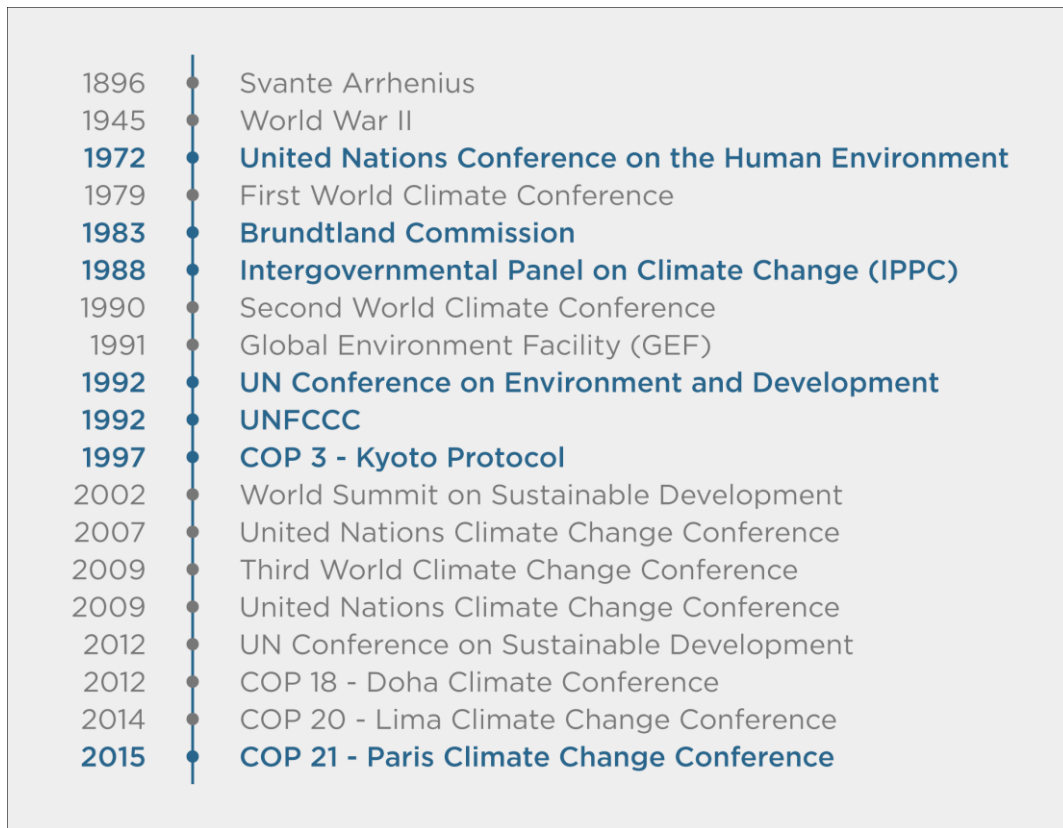 1896 Svante Arrhenius
1945 World War II
1972 United Nations Conference on the Human Environment
1979 First World Climate Conference
1983 Brundtland Commission
1988 Intergovernmental Panel on Climate Change (IPPC)
1990 Second World Climate Conference
1991 Global Environment Facility (GEF)
1992 UN Conference on Environment and Development
1992 UNFCCC
1997 COP 3 - Kyoto Protocol
2002 World Summit on Sustainable Development
2007 United Nations Climate Change Conference
2009 Third World Climate Change Conference
2009 United Nations Climate Change Conference
2012 UN Conference on Sustainable Development
2012 COP 18 - Doha Climate Conference
2014 COP 20 - Lima Climate Change Conference
2015 COP 21 - Paris Climate Change Conference